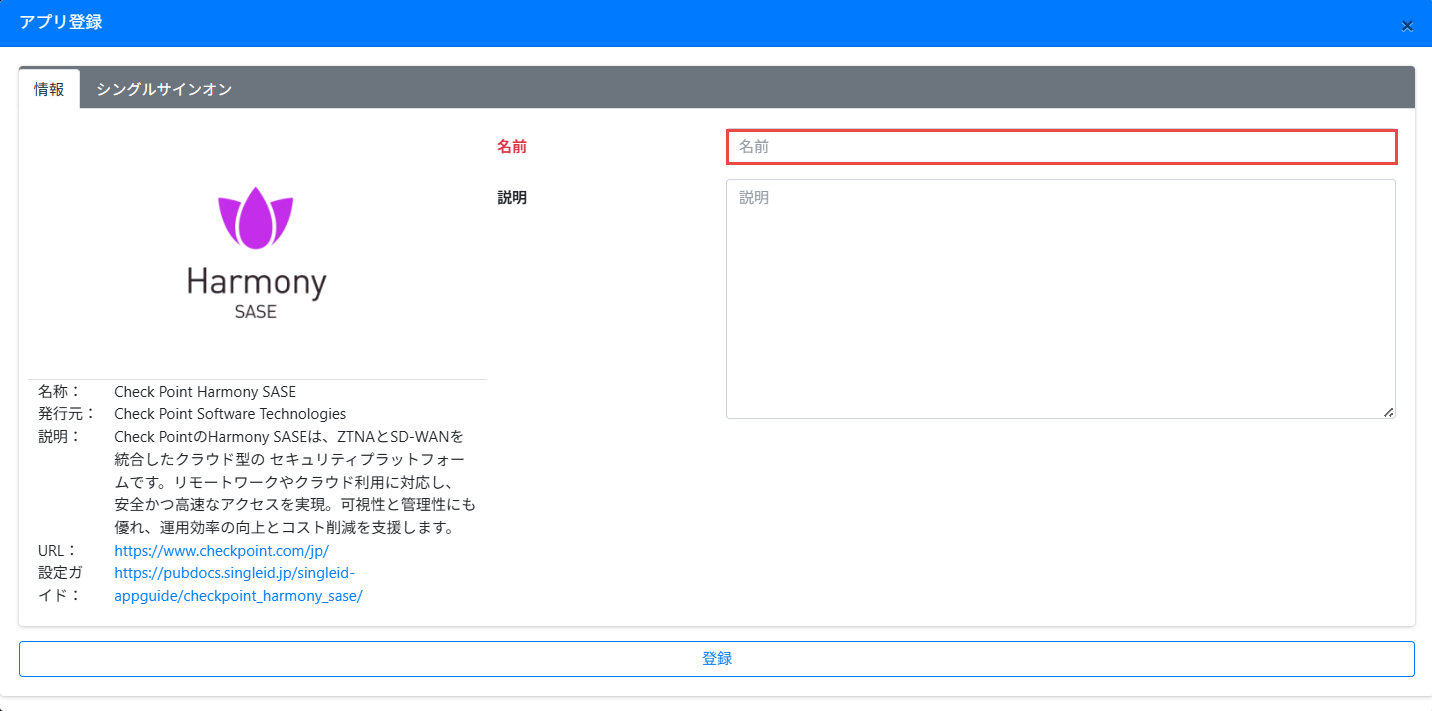 アプリ登録
×
情報 シングルサインオン
名前 名前
説明 説明
Harmony
SASE
名称： Check Point Harmony SASE
発行元： Check Point Software Technologies
説明： Check PointのHarmony SASEは、ZTNAとSD-WANを
統合したクラウド型の セキュリティプラットフォー
ムです。リモートワークやクラウド利用に対応し、
安全かつ高速なアクセスを実現。可視性と管理性にも
優れ、運用効率の向上とコスト削減を支援します。
URL： https://www.checkpoint.com/jp/
設定ガ https://pubdocs.singleid.jp/singleid-
イド： appguide/checkpoint_harmony_sase/
登録